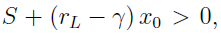 S + (r_L − γ) x_0 > 0,